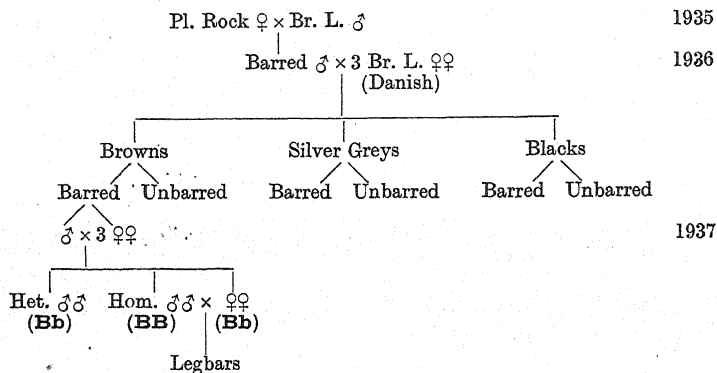 Pl. Rock ♀ × Br. L. ♂ 1935
Barred ♂ × 3 Br. L. ♀♀ 1936
(Danish)
Browns Silver Greys Blacks
Barred Unbarred Barred Unbarred Barred Unbarred
♂ × 3 ♀♀ 1937
Het. ♂♂ Hom. ♂♂ × ♀♀
(Bb) (BB) (Bb)
Legbars